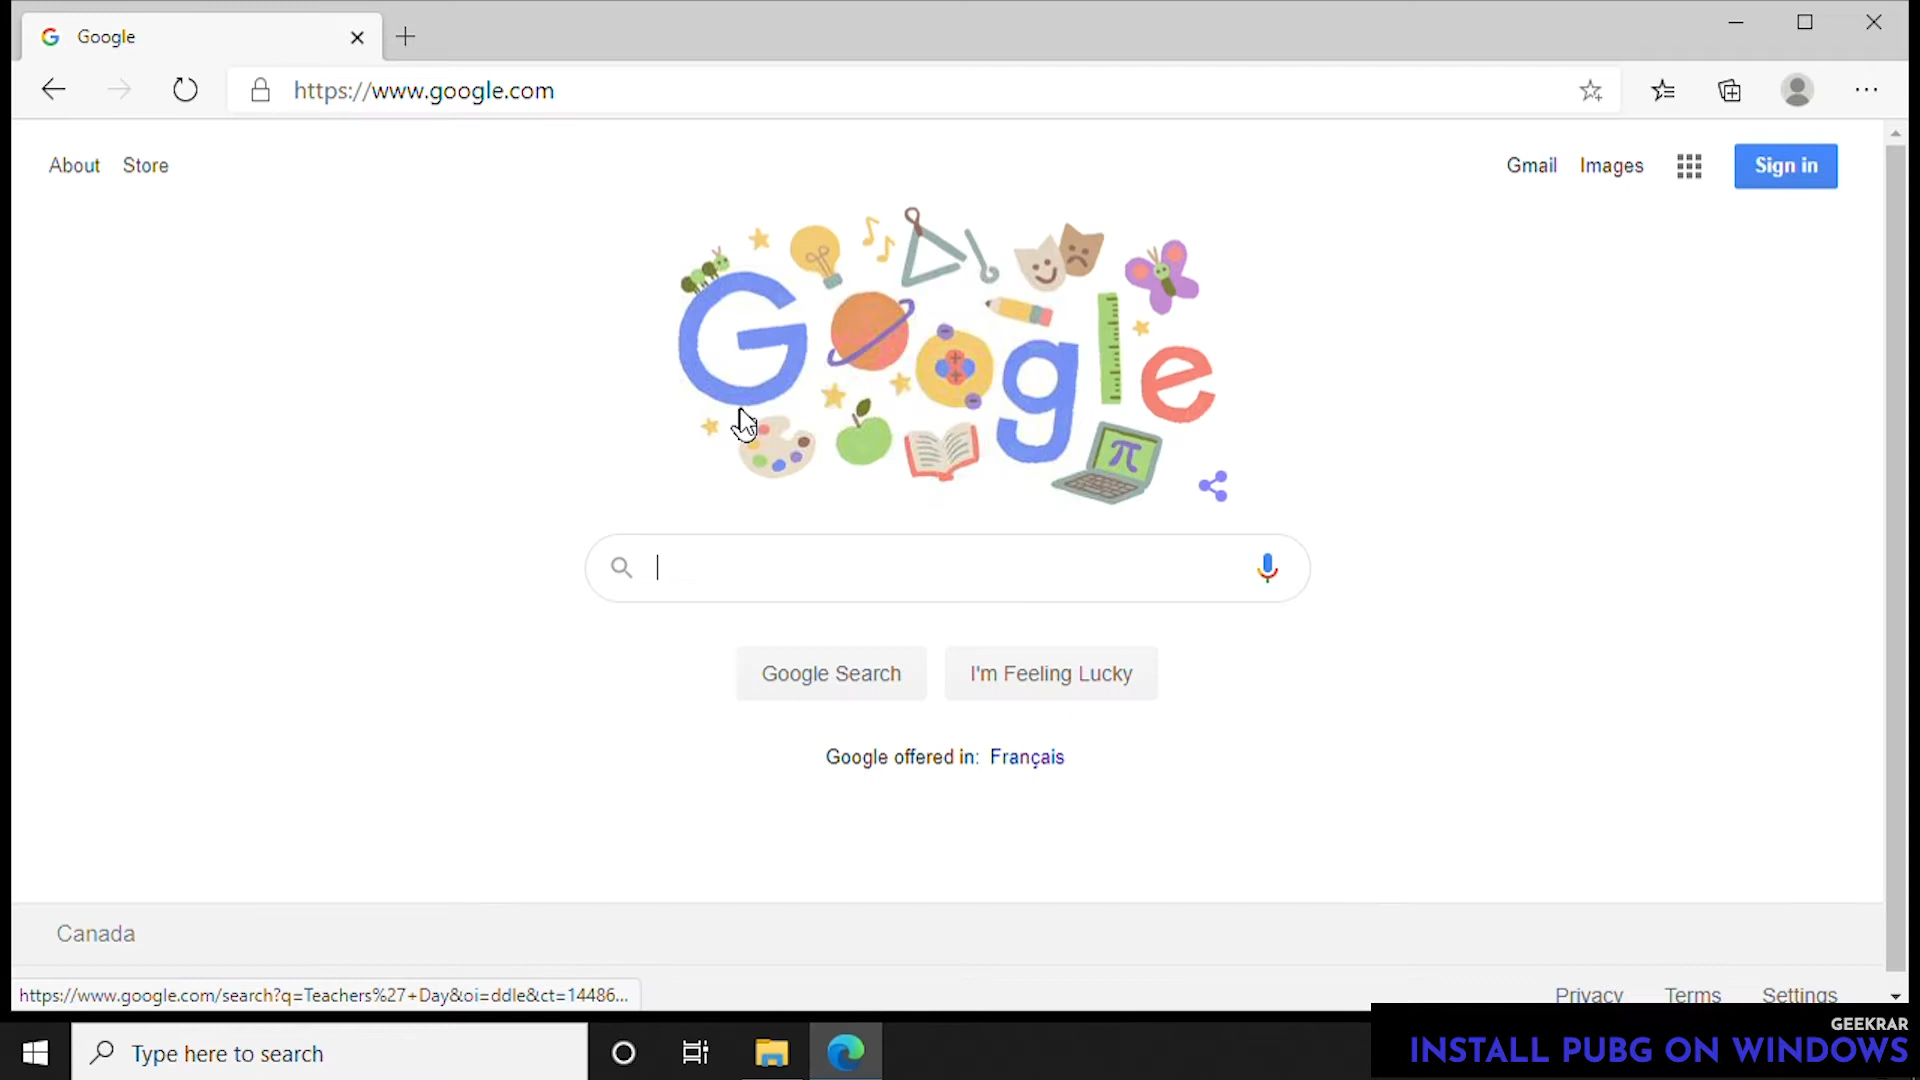 Google
https://www.google.com
About Store
Gmail Images Sign in
Google
π
Google Search I'm Feeling Lucky
Google offered in: Français
Canada
https://www.google.com/search?q=Teachers%27+Day&oi=ddle&ct=14486...
Privacy Terms Settings
Type here to search
GEEKRAR
INSTALL PUBG ON WINDOWS